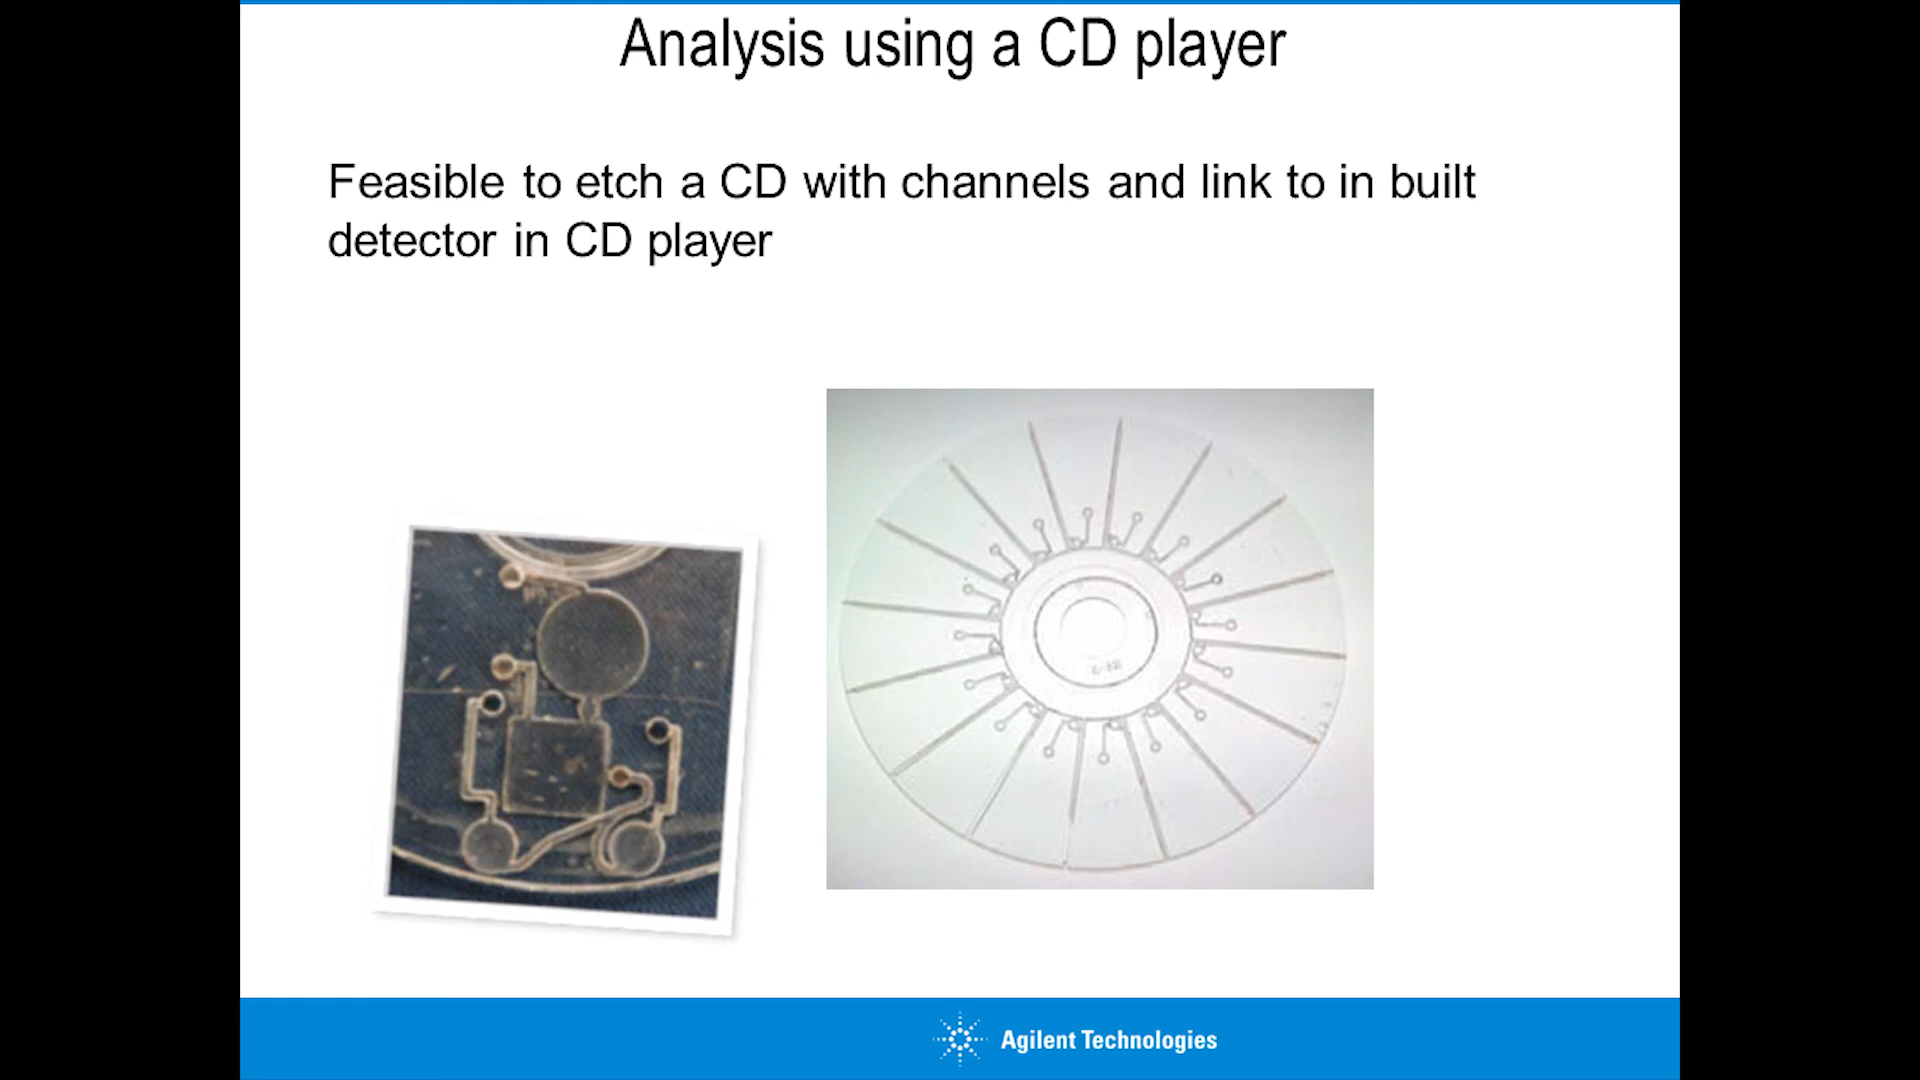 Analysis using a CD player
Feasible to etch a CD with channels and link to in built
detector in CD player
Agilent Technologies